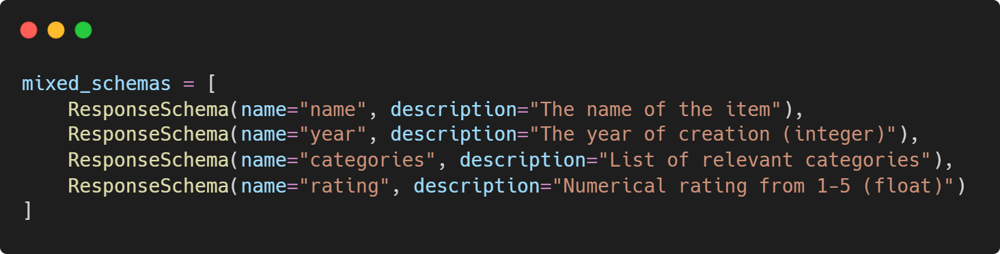 mixed_schemas = [
    ResponseSchema(name="name", description="The name of the item"),
    ResponseSchema(name="year", description="The year of creation (integer)"),
    ResponseSchema(name="categories", description="List of relevant categories"),
    ResponseSchema(name="rating", description="Numerical rating from 1-5 (float)")
]